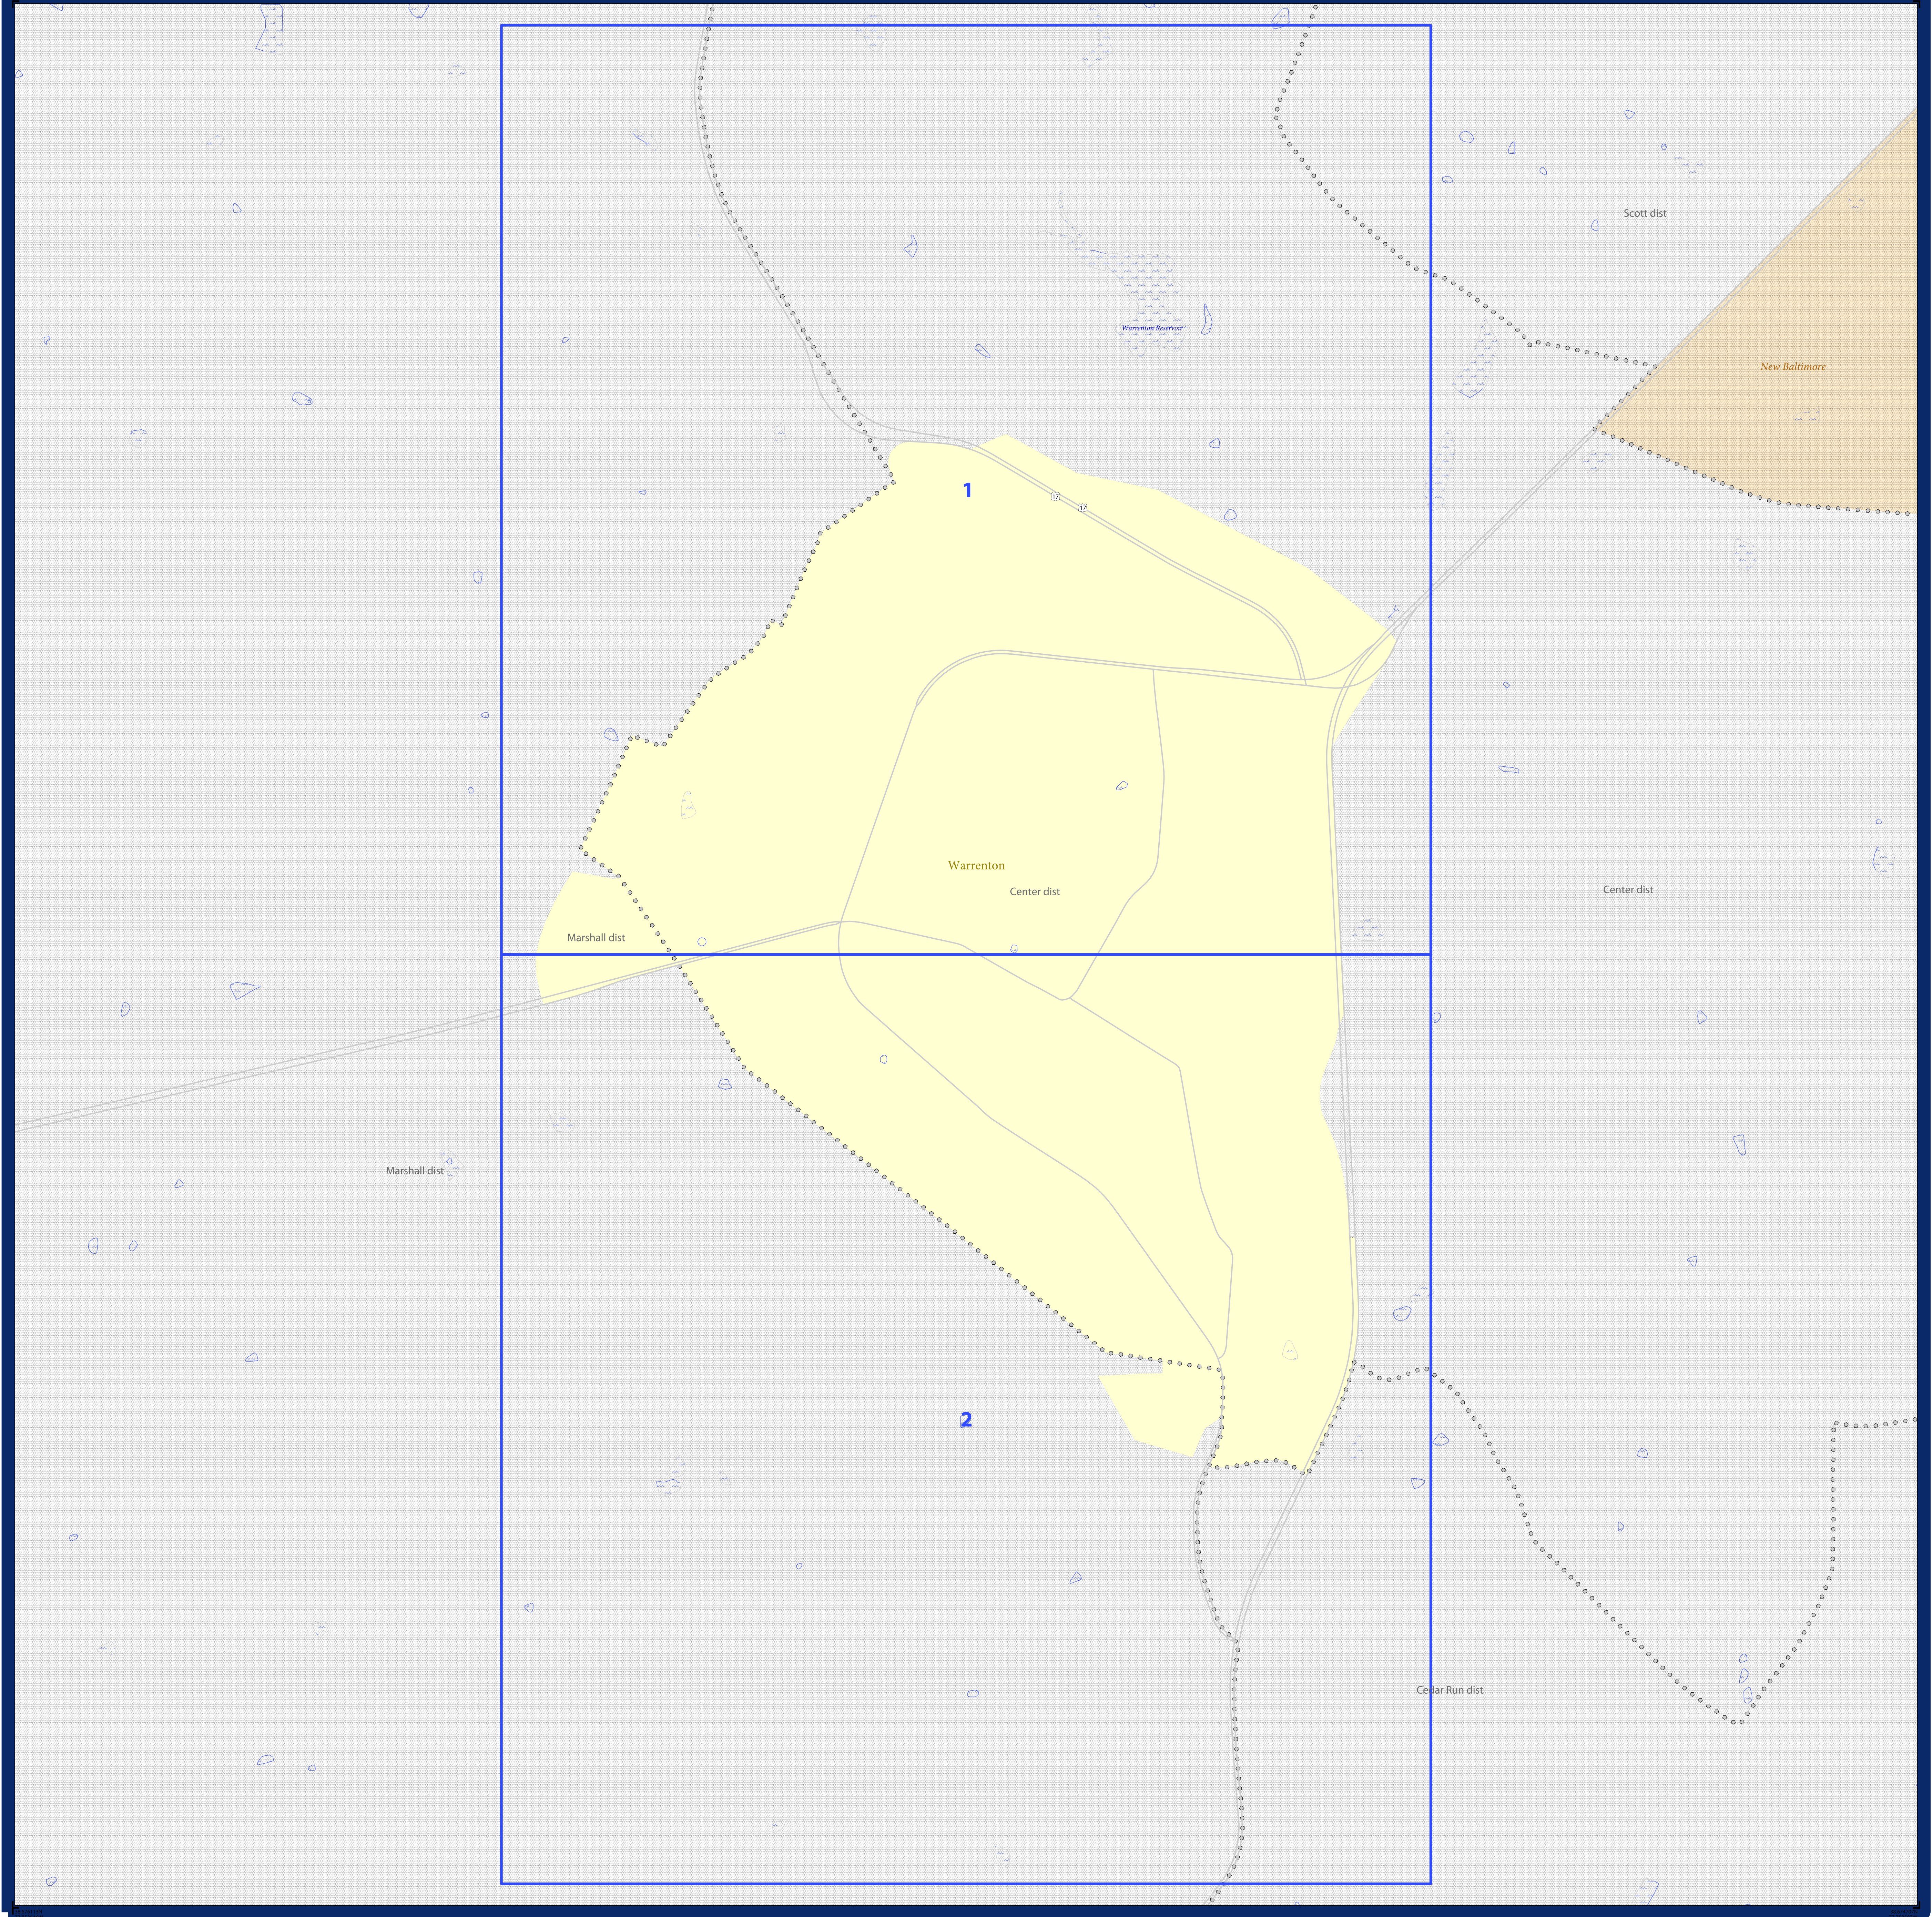 Scott dist
Warrenton Reservoir
New Baltimore
1
17
17
Warrenton
Center dist
Center dist
Marshall dist
Marshall dist
2
Cedar Run dist